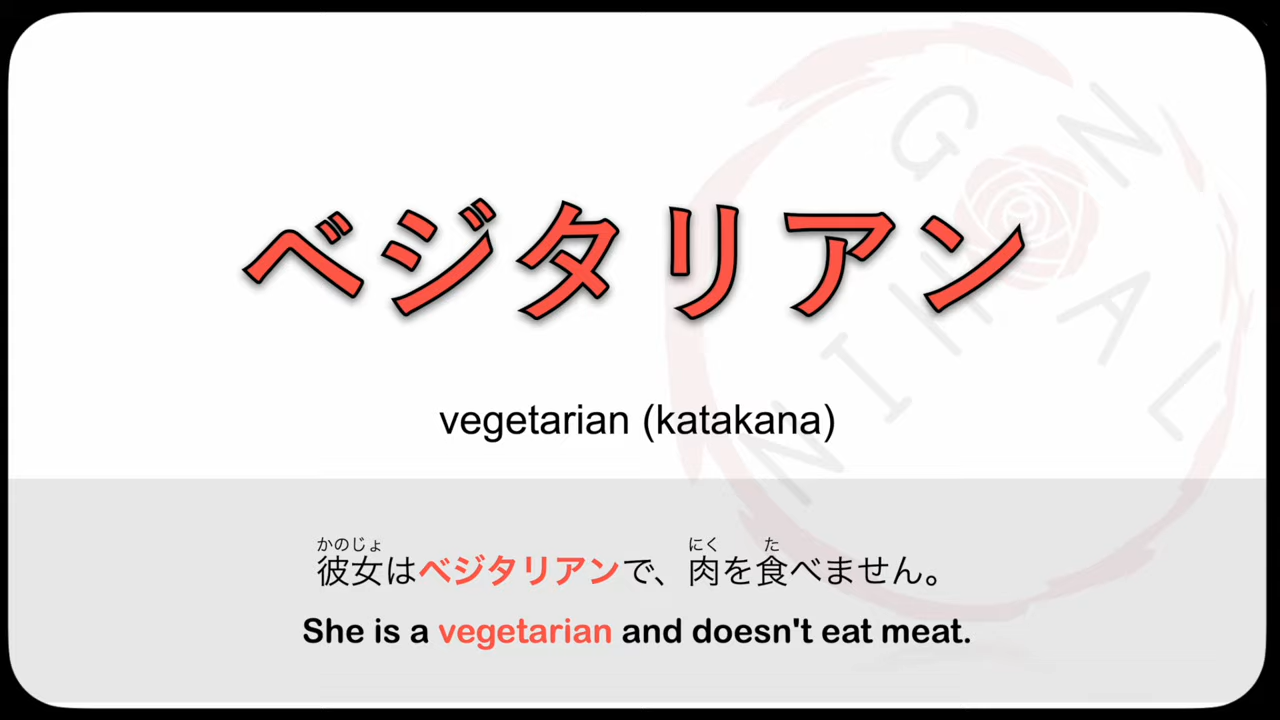 ベジタリアン
vegetarian (katakana)
かのじょ にく た
彼女はベジタリアンで、肉を食べません。
She is a vegetarian and doesn't eat meat.
NIHON
GAL